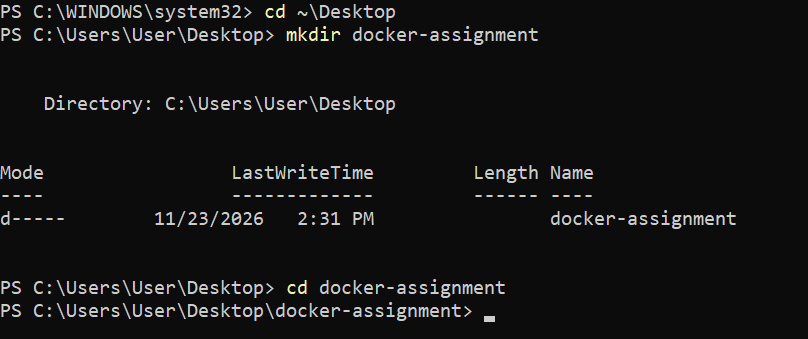 PS C:\WINDOWS\system32> cd ~\Desktop
PS C:\Users\User\Desktop> mkdir docker-assignment
Directory: C:\Users\User\Desktop
Mode                 LastWriteTime         Length Name
----                 -------------         ------ ----
d-----        11/23/2026   2:31 PM                docker-assignment
PS C:\Users\User\Desktop> cd docker-assignment
PS C:\Users\User\Desktop\docker-assignment>